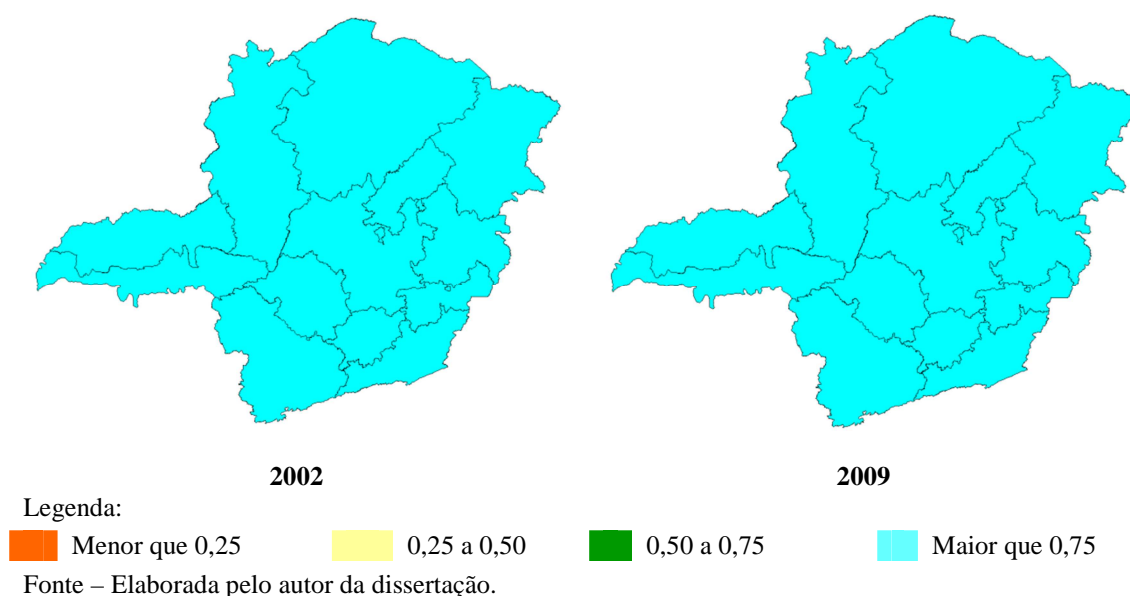 2002 2009
Legenda:
Menor que 0,25 0,25 a 0,50 0,50 a 0,75 Maior que 0,75
Fonte – Elaborada pelo autor da dissertação.